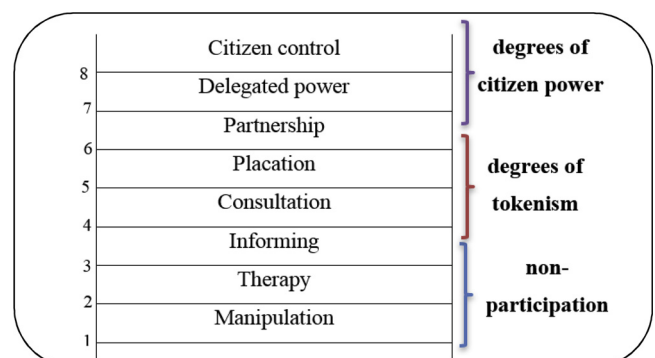 Citizen control
degrees of
citizen power
8
Delegated power
7
Partnership
6
Placation
degrees of
tokenism
5
Consultation
4
Informing
3
Therapy
non-
participation
2
Manipulation
1